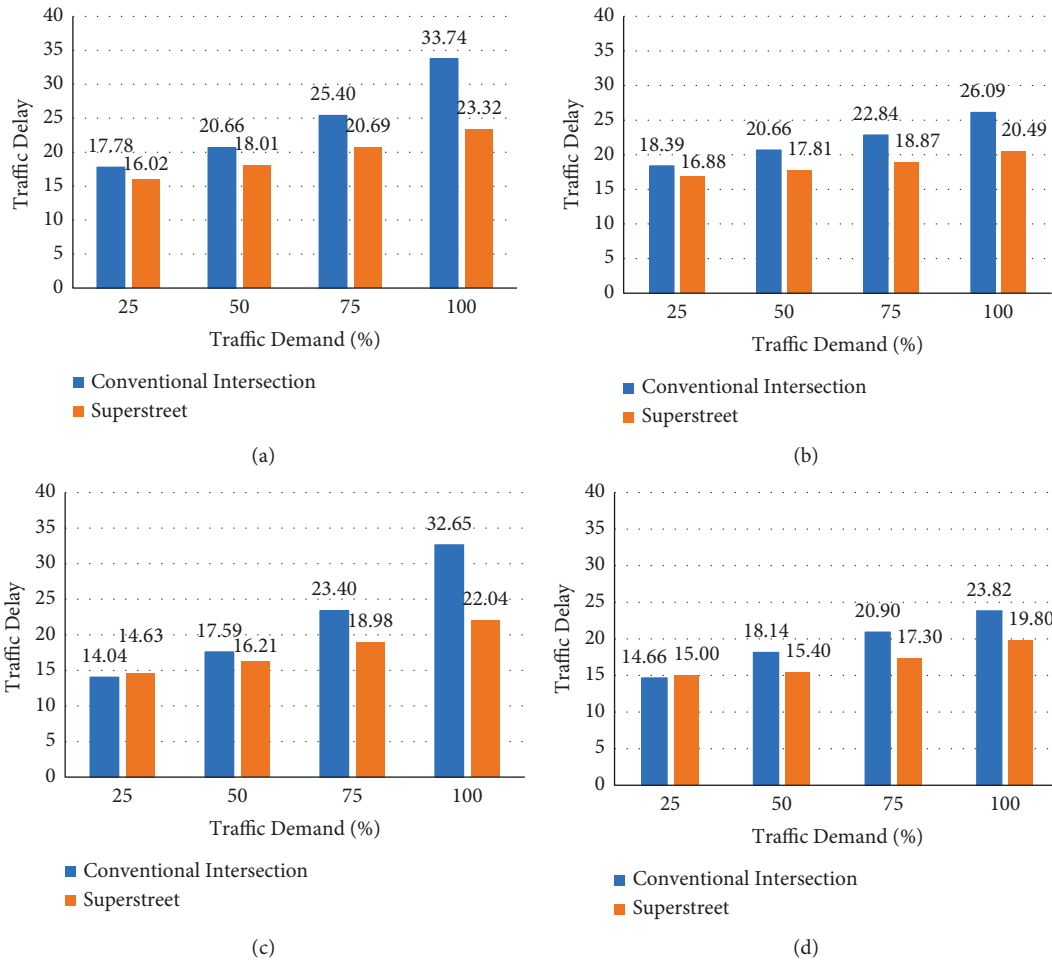 40
35
30
25
20
15
10
5
0
Traffic Delay
17.78
16.02
20.66
18.01
25.40
20.69
33.74
23.32
25 50 75 100
Traffic Demand (%)
Conventional Intersection
Superstreet
(a)
40
35
30
25
20
15
10
5
0
Traffic Delay
18.39
16.88
20.66
17.81
22.84
18.87
26.09
20.49
25 50 75 100
Traffic Demand (%)
Conventional Intersection
Superstreet
(b)
40
35
30
25
20
15
10
5
0
Traffic Delay
14.04
14.63
17.59
16.21
23.40
18.98
32.65
22.04
25 50 75 100
Traffic Demand (%)
Conventional Intersection
Superstreet
(c)
40
35
30
25
20
15
10
5
0
Traffic Delay
14.66
15.00
18.14
15.40
20.90
17.30
23.82
19.80
25 50 75 100
Traffic Demand (%)
Conventional Intersection
Superstreet
(d)